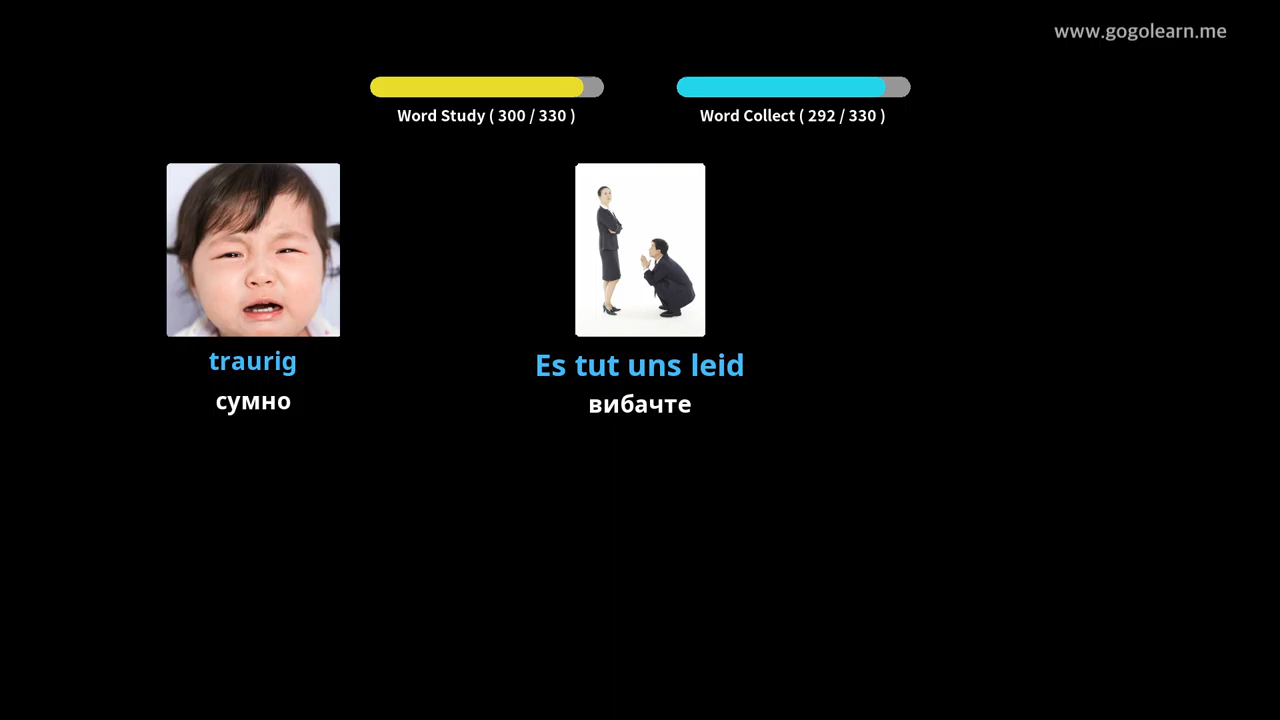 www.gogolearn.me
Word Study ( 300 / 330 )
Word Collect ( 292 / 330 )
traurig
сумно
Es tut uns leid
вибачте